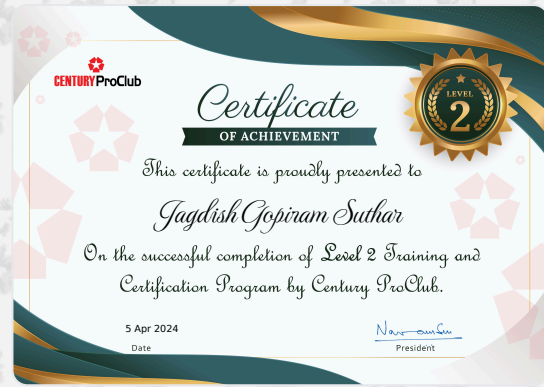 CENTURY ProClub
Certificate
OF ACHIEVEMENT
LEVEL
2
This certificate is proudly presented to
Jagdish Gopiram Suthar
On the successful completion of Level 2 Training and
Certification Program by Century ProClub.
5 Apr 2024
Date
President